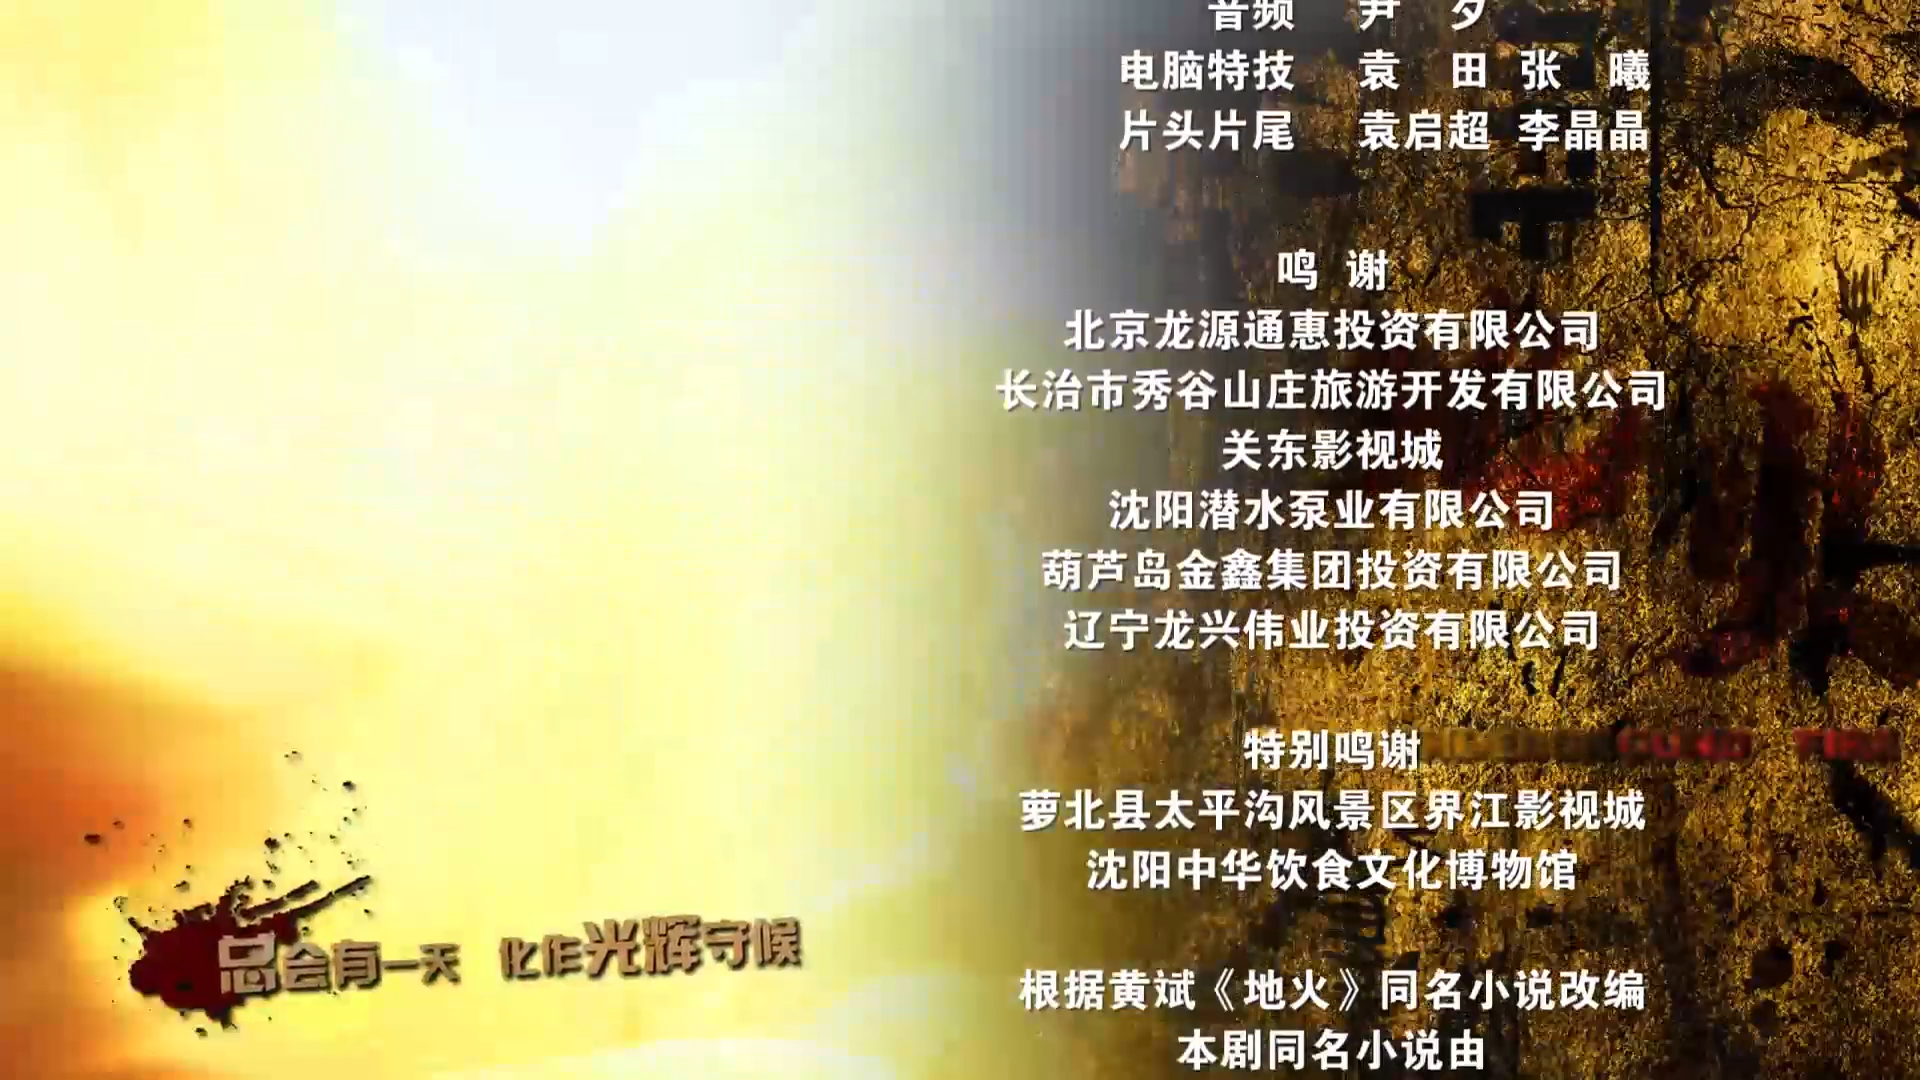 音频 尹 夕
电脑特技 袁 田 张 曦
片头片尾 袁启超 李晶晶
鸣 谢
北京龙源通惠投资有限公司
长治市秀谷山庄旅游开发有限公司
关东影视城
沈阳潜水泵业有限公司
葫芦岛金鑫集团投资有限公司
辽宁龙兴伟业投资有限公司
特别鸣谢
萝北县太平沟风景区界江影视城
沈阳中华饮食文化博物馆
根据黄斌《地火》同名小说改编
本剧同名小说由
总会有一天 化作光辉守候